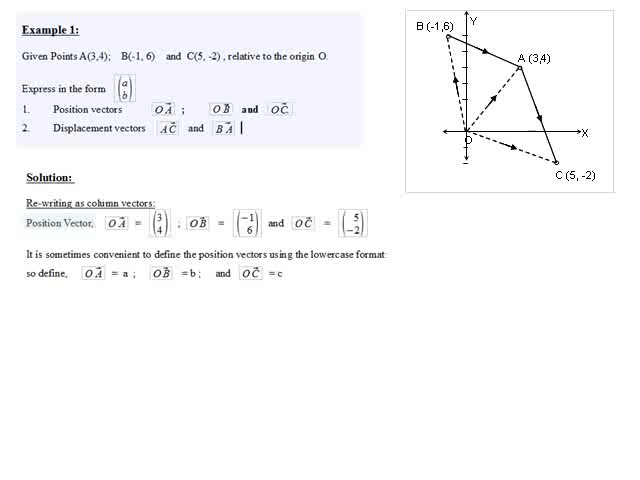 Example 1:
Given Points A(3,4); B(-1, 6) and C(5, -2) , relative to the origin O.
Express in the form (a b)
1. Position vectors OA⃗ ; OB⃗ and OC⃗.
2. Displacement vectors AC⃗ and BA⃗
Solution:
Re-writing as column vectors:
Position Vector, OA⃗ = (3 4) ; OB⃗ = (−1 6) and OC⃗ = (5 −2)
It is sometimes convenient to define the position vectors using the lowercase format:
so define, OA⃗ = a ; OB⃗ = b ; and OC⃗ = c
B (-1,6)
Y
A (3,4)
X
O
C (5, -2)